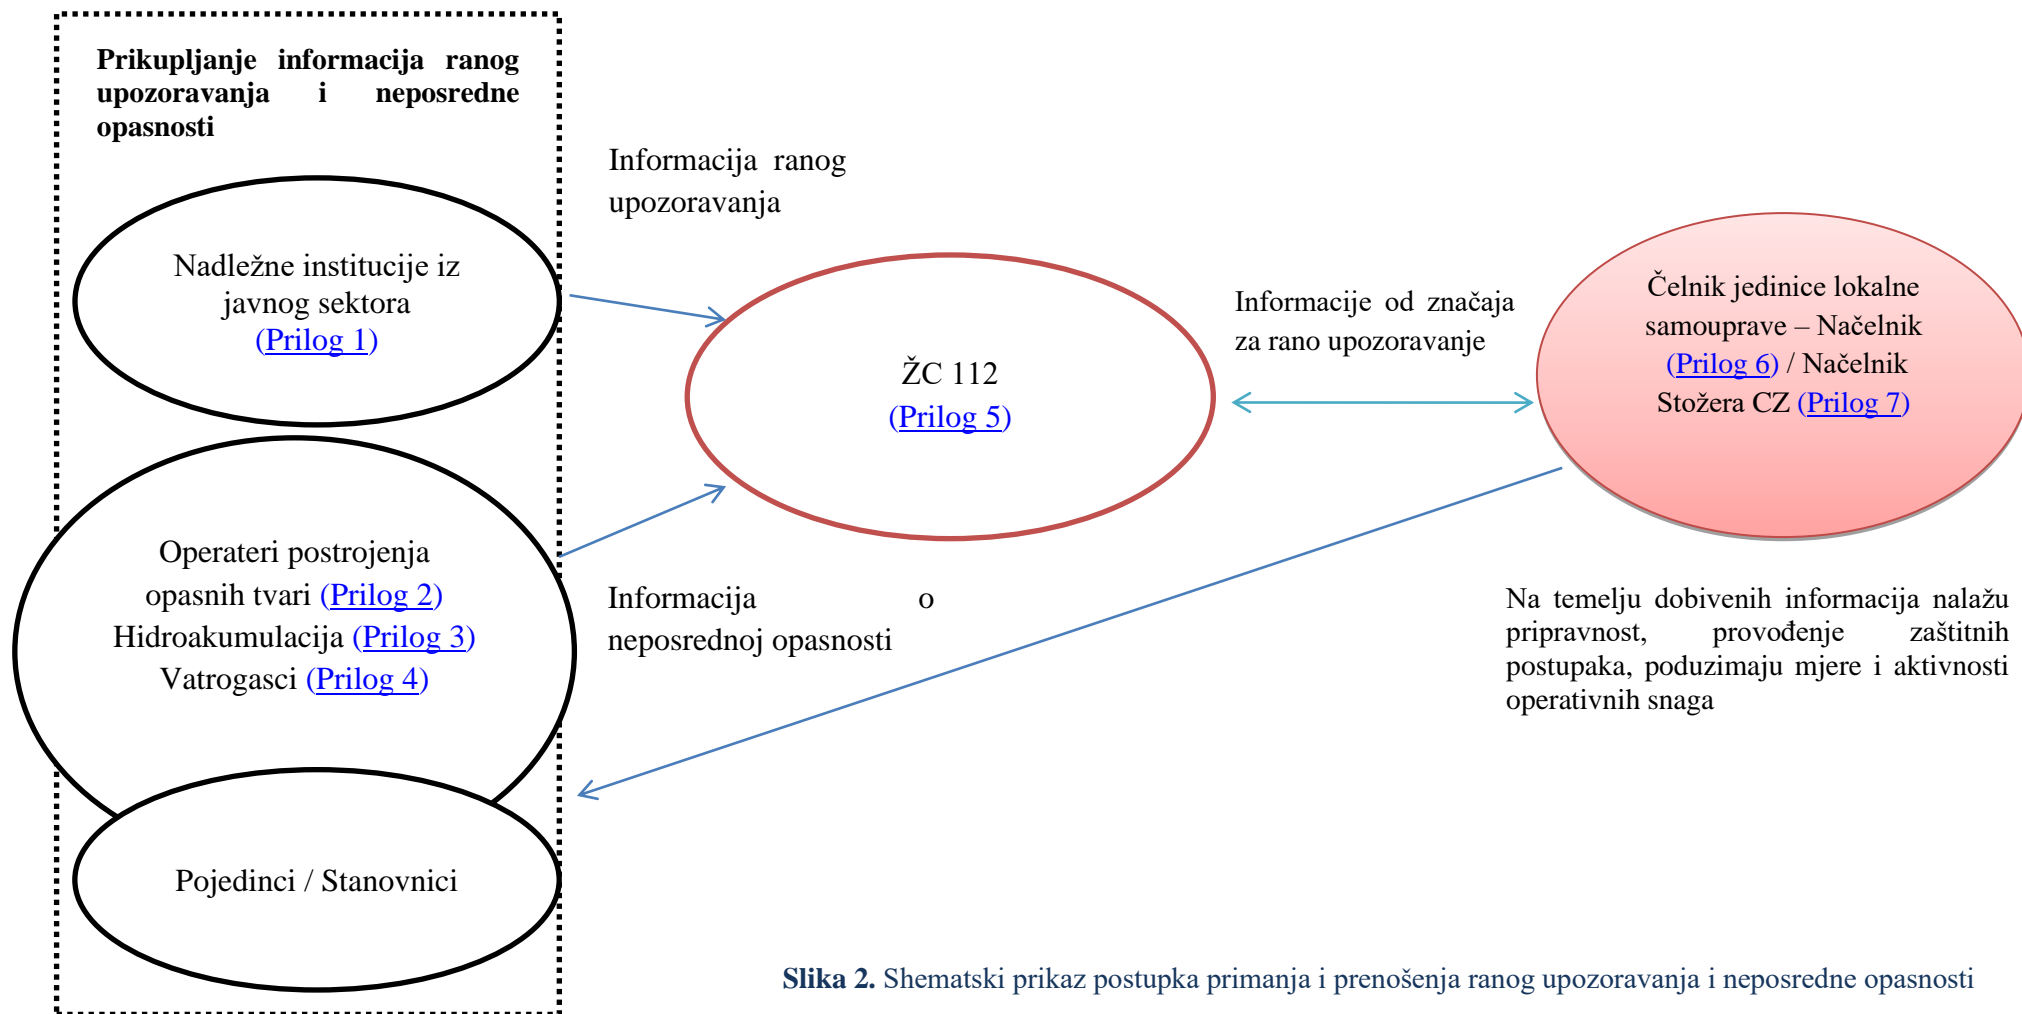 Prikupljanje informacija ranog
upozoravanja i neposredne
opasnosti
Nadležne institucije iz
javnog sektora
(Prilog 1)
Operateri postrojenja
opasnih tvari (Prilog 2)
Hidroakumulacija (Prilog 3)
Vatrogasci (Prilog 4)
Pojedinci / Stanovnici
Informacija ranog
upozoravanja
Informacija o
neposrednoj opasnosti
ŽC 112
(Prilog 5)
Informacije od značaja
za rano upozoravanje
Čelnik jedinice lokalne
samouprave – Načelnik
(Prilog 6) / Načelnik
Stožera CZ (Prilog 7)
Na temelju dobivenih informacija nalažu
pripravnost, provođenje zaštitnih
postupaka, poduzimaju mjere i aktivnosti
operativnih snaga
Slika 2. Shematski prikaz postupka primanja i prenošenja ranog upozoravanja i neposredne opasnosti